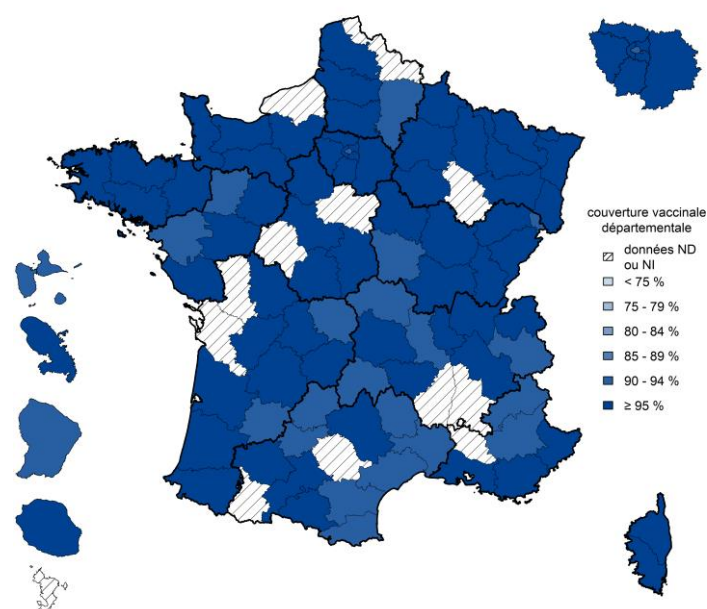 couverture vaccinale
départementale
données ND
ou NI
< 75 %
75 - 79 %
80 - 84 %
85 - 89 %
90 - 94 %
≥ 95 %